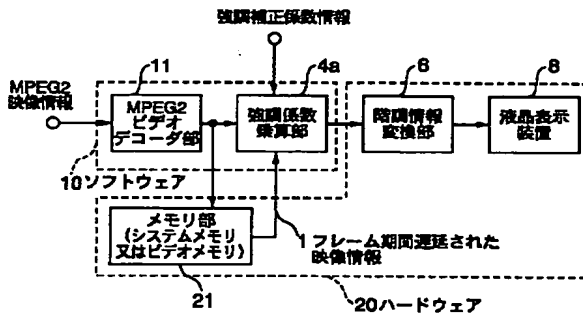 強調補正係数情報
11
4a
6
8
MPEG2
映像情報
MPEG2
ビデオ
デコーダ部
強調係数
乗算部
階調情報
変換部
液晶表示
装置
10 ソフトウェア
メモリ部
(システムメモリ
又はビデオメモリ)
1フレーム期間遅延された
映像情報
21
20ハードウェア